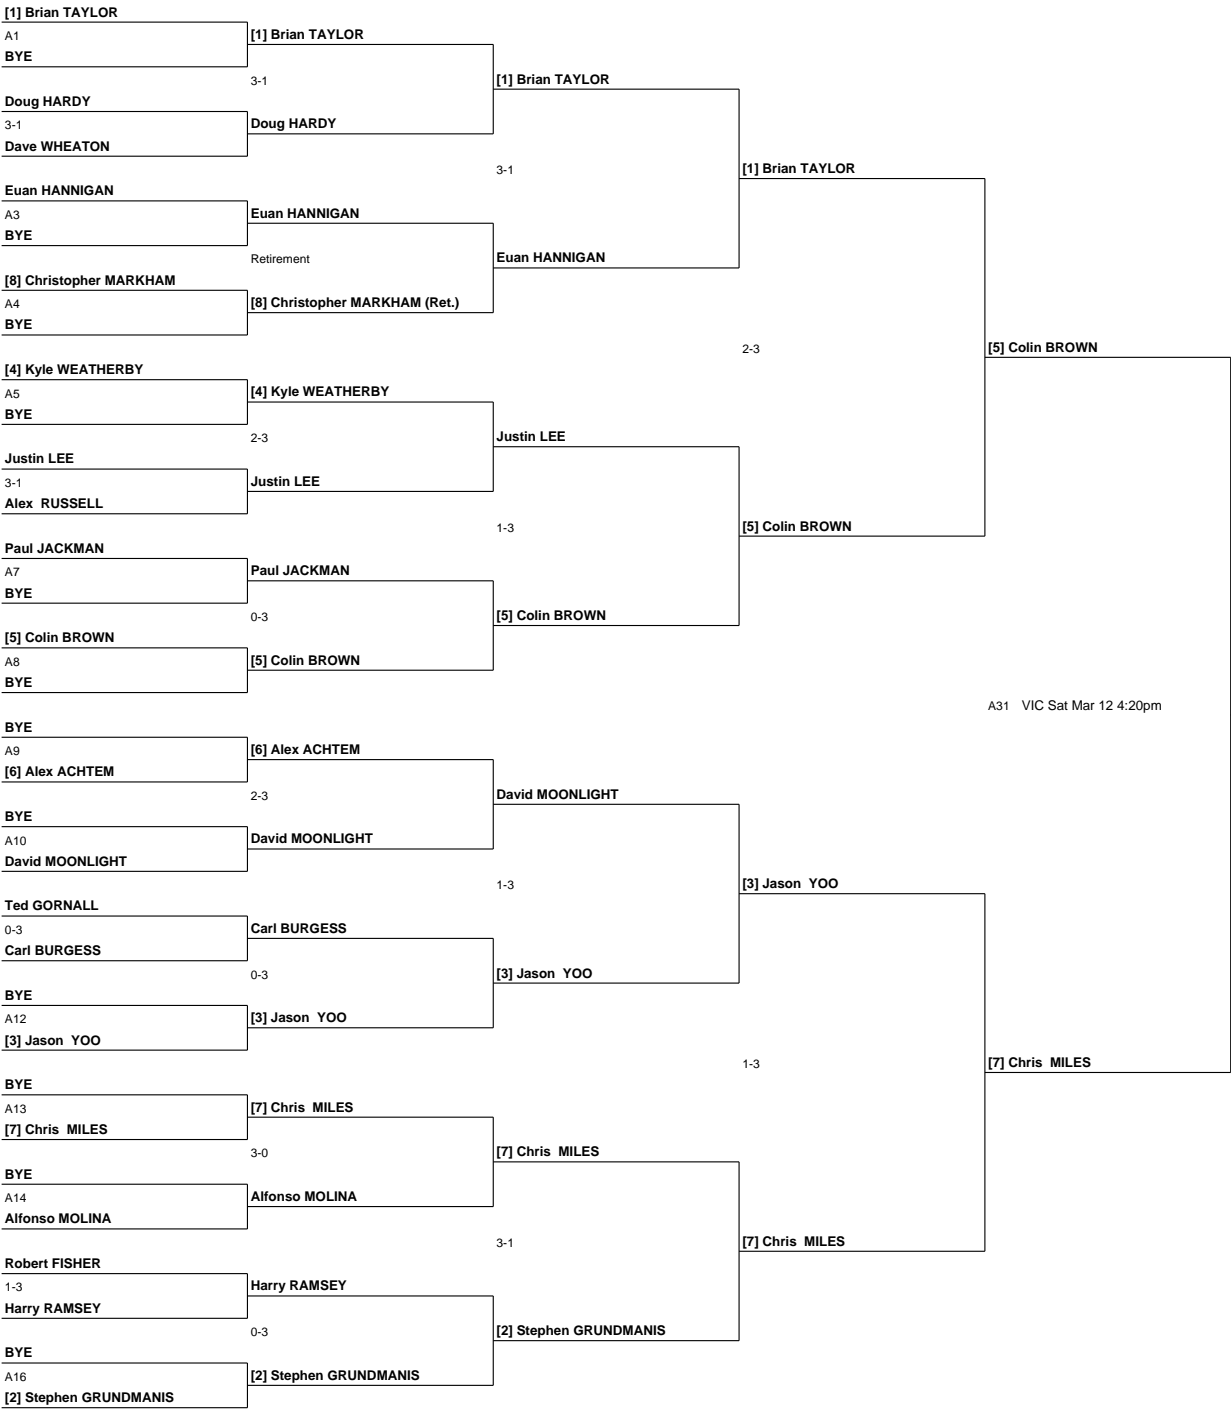 [1] Brian TAYLOR
A1
BYE
Doug HARDY
3-1
Dave WHEATON
Euan HANNIGAN
A3
BYE
[8] Christopher MARKHAM
A4
BYE
[4] Kyle WEATHERBY
A5
BYE
Justin LEE
3-1
Alex RUSSELL
Paul JACKMAN
A7
BYE
[5] Colin BROWN
A8
BYE
BYE
A9
[6] Alex ACHTEM
BYE
A10
David MOONLIGHT
Ted GORNALL
0-3
Carl BURGESS
BYE
A12
[3] Jason YOO
BYE
A13
[7] Chris MILES
BYE
A14
Alfonso MOLINA
Robert FISHER
1-3
Harry RAMSEY
BYE
A16
[2] Stephen GRUNDMANIS
[1] Brian TAYLOR
3-1
Doug HARDY
Euan HANNIGAN
Retirement
[8] Christopher MARKHAM (Ret.)
[4] Kyle WEATHERBY
2-3
Justin LEE
Paul JACKMAN
0-3
[5] Colin BROWN
[6] Alex ACHTEM
2-3
David MOONLIGHT
Carl BURGESS
0-3
[3] Jason YOO
[7] Chris MILES
3-0
Alfonso MOLINA
Harry RAMSEY
0-3
[2] Stephen GRUNDMANIS
[1] Brian TAYLOR
3-1
Euan HANNIGAN
Justin LEE
1-3
[5] Colin BROWN
David MOONLIGHT
1-3
[3] Jason YOO
[7] Chris MILES
3-1
[2] Stephen GRUNDMANIS
[1] Brian TAYLOR
2-3
[5] Colin BROWN
[3] Jason YOO
1-3
[7] Chris MILES
[5] Colin BROWN
A31 VIC Sat Mar 12 4:20pm
[7] Chris MILES